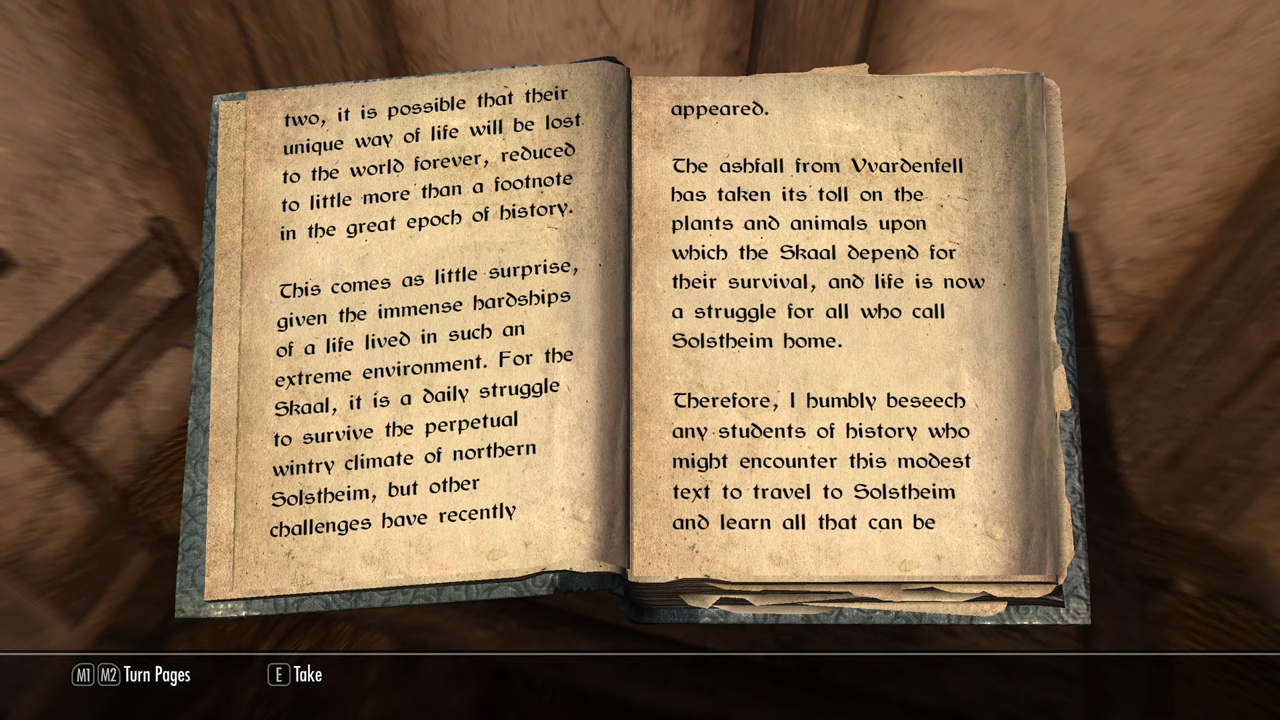 two, it is possible that their
unique way of life will be lost
to the world forever, reduced
to little more than a footnote
in the great epoch of history.
This comes as little surprise,
given the immense hardships
of a life lived in such an
extreme environment. For the
Skaal, it is a daily struggle
to survive the perpetual
wintry climate of northern
Solstheim, but other
challenges have recently
appeared.
The ashfall from Vvardenfell
has taken its toll on the
plants and animals upon
which the Skaal depend for
their survival, and life is now
a struggle for all who call
Solstheim home.
Therefore, I humbly beseech
any students of history who
might encounter this modest
text to travel to Solstheim
and learn all that can be
M1 M2 Turn Pages
E Take